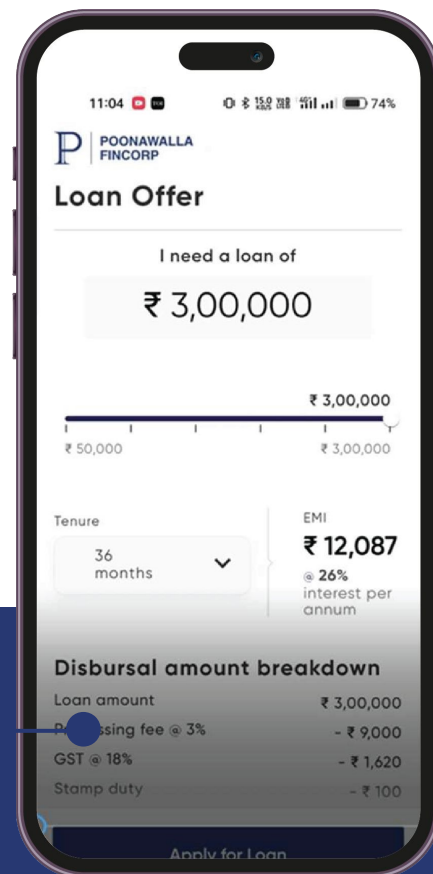 11:04 74%
POONAWALLA
FINCORP
Loan Offer
I need a loan of
₹ 3,00,000
₹ 3,00,000
₹ 50,000 ₹ 3,00,000
Tenure EMI
36 months ₹ 12,087
@ 26%
interest per
annum
Disbursal amount breakdown
Loan amount ₹ 3,00,000
fee @ 3% - ₹ 9,000
GST @ 18% - ₹ 1,620
Stamp duty - ₹ 100
Apply for Loan